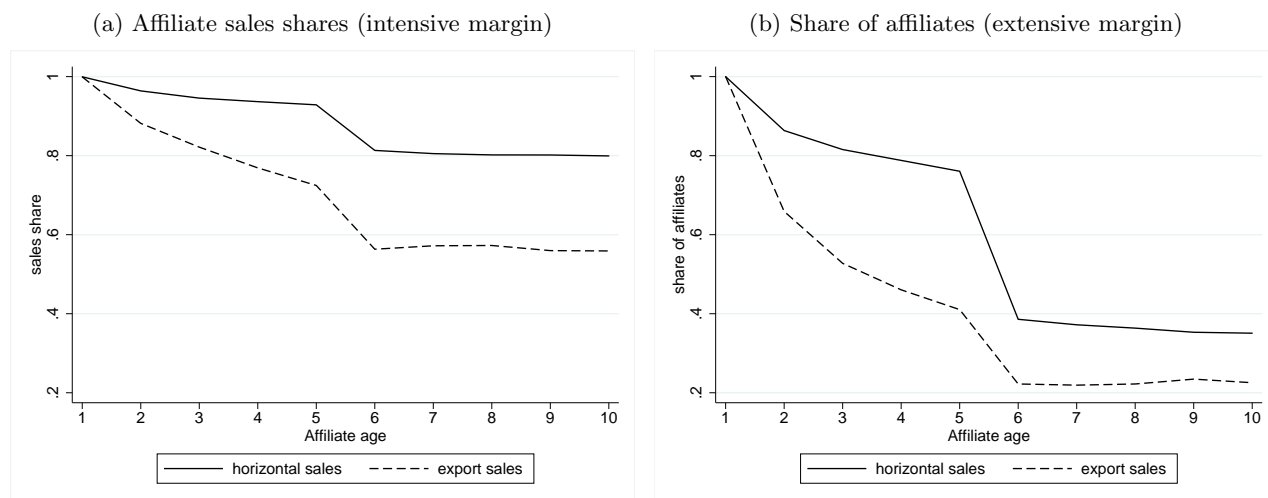 (a) Affiliate sales shares (intensive margin)
sales share
1
.8
.6
.4
.2
1 2 3 4 5 6 7 8 9 10
Affiliate age
horizontal sales export sales
(b) Share of affiliates (extensive margin)
share of affiliates
1
.8
.6
.4
.2
1 2 3 4 5 6 7 8 9 10
Affiliate age
horizontal sales export sales